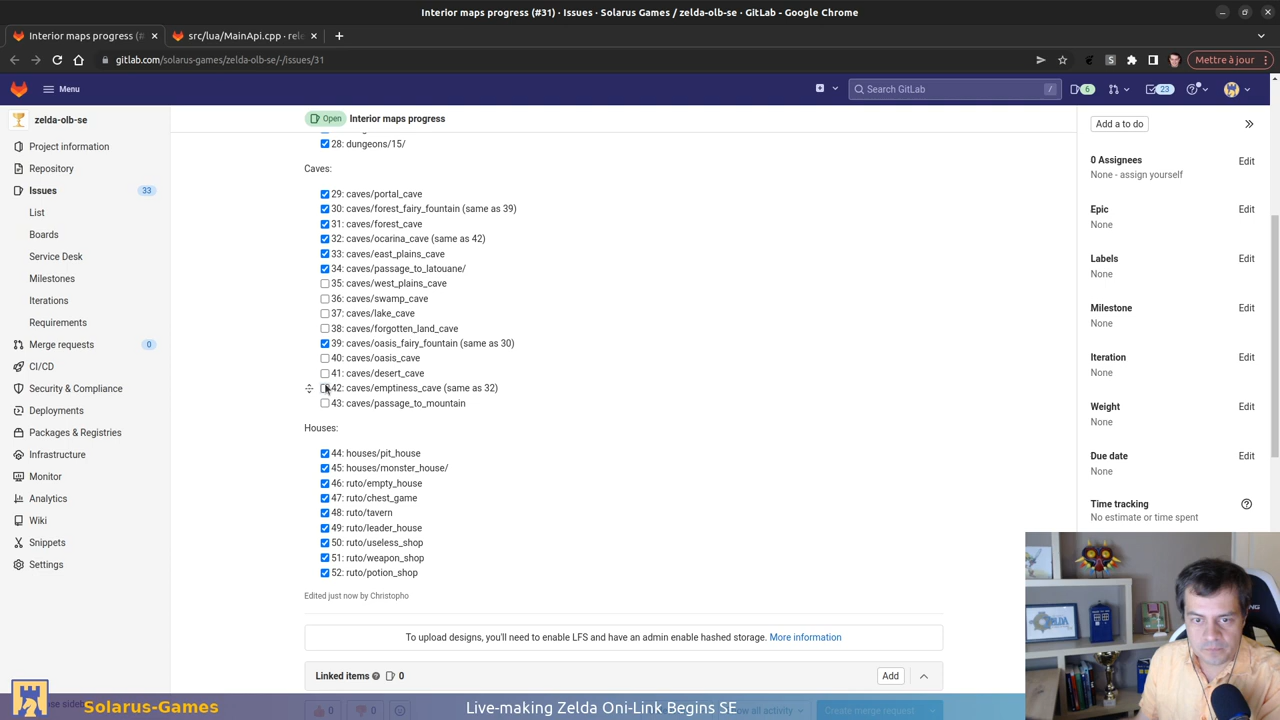 Interior maps progress (#31) · Issues · Solarus Games / zelda-olb-se · GitLab - Google Chrome
Interior maps progress (#
src/lua/MainApi.cpp · rel
gitlab.com/solarus-games/zelda-olb-se/-/issues/31
Mettre à jour
Menu
Search GitLab
/
6
23
zelda-olb-se
Project information
Repository
Issues
33
List
Boards
Service Desk
Milestones
Iterations
Requirements
Merge requests
0
CI/CD
Security & Compliance
Deployments
Packages & Registries
Infrastructure
Monitor
Analytics
Wiki
Snippets
Settings
Open
Interior maps progress
28: dungeons/15/
Caves:
29: caves/portal_cave
30: caves/forest_fairy_fountain (same as 39)
31: caves/forest_cave
32: caves/ocarina_cave (same as 42)
33: caves/east_plains_cave
34: caves/passage_to_latouane/
35: caves/west_plains_cave
36: caves/swamp_cave
37: caves/lake_cave
38: caves/forgotten_land_cave
39: caves/oasis_fairy_fountain (same as 30)
40: caves/oasis_cave
41: caves/desert_cave
42: caves/emptiness_cave (same as 32)
43: caves/passage_to_mountain
Houses:
44: houses/pit_house
45: houses/monster_house/
46: ruto/empty_house
47: ruto/chest_game
48: ruto/tavern
49: ruto/leader_house
50: ruto/useless_shop
51: ruto/weapon_shop
52: ruto/potion_shop
Edited just now by Christopho
To upload designs, you'll need to enable LFS and have an admin enable hashed storage. More information
Linked items
0
Add
0
0
all activity
Create merge request
Add a to do
0 Assignees
Edit
None - assign yourself
Epic
Edit
None
Labels
Edit
None
Milestone
Edit
None
Iteration
Edit
None
Weight
Edit
None
Due date
Edit
None
Time tracking
No estimate or time spent
Solarus-Games
Live-making Zelda Oni-Link Begins SE